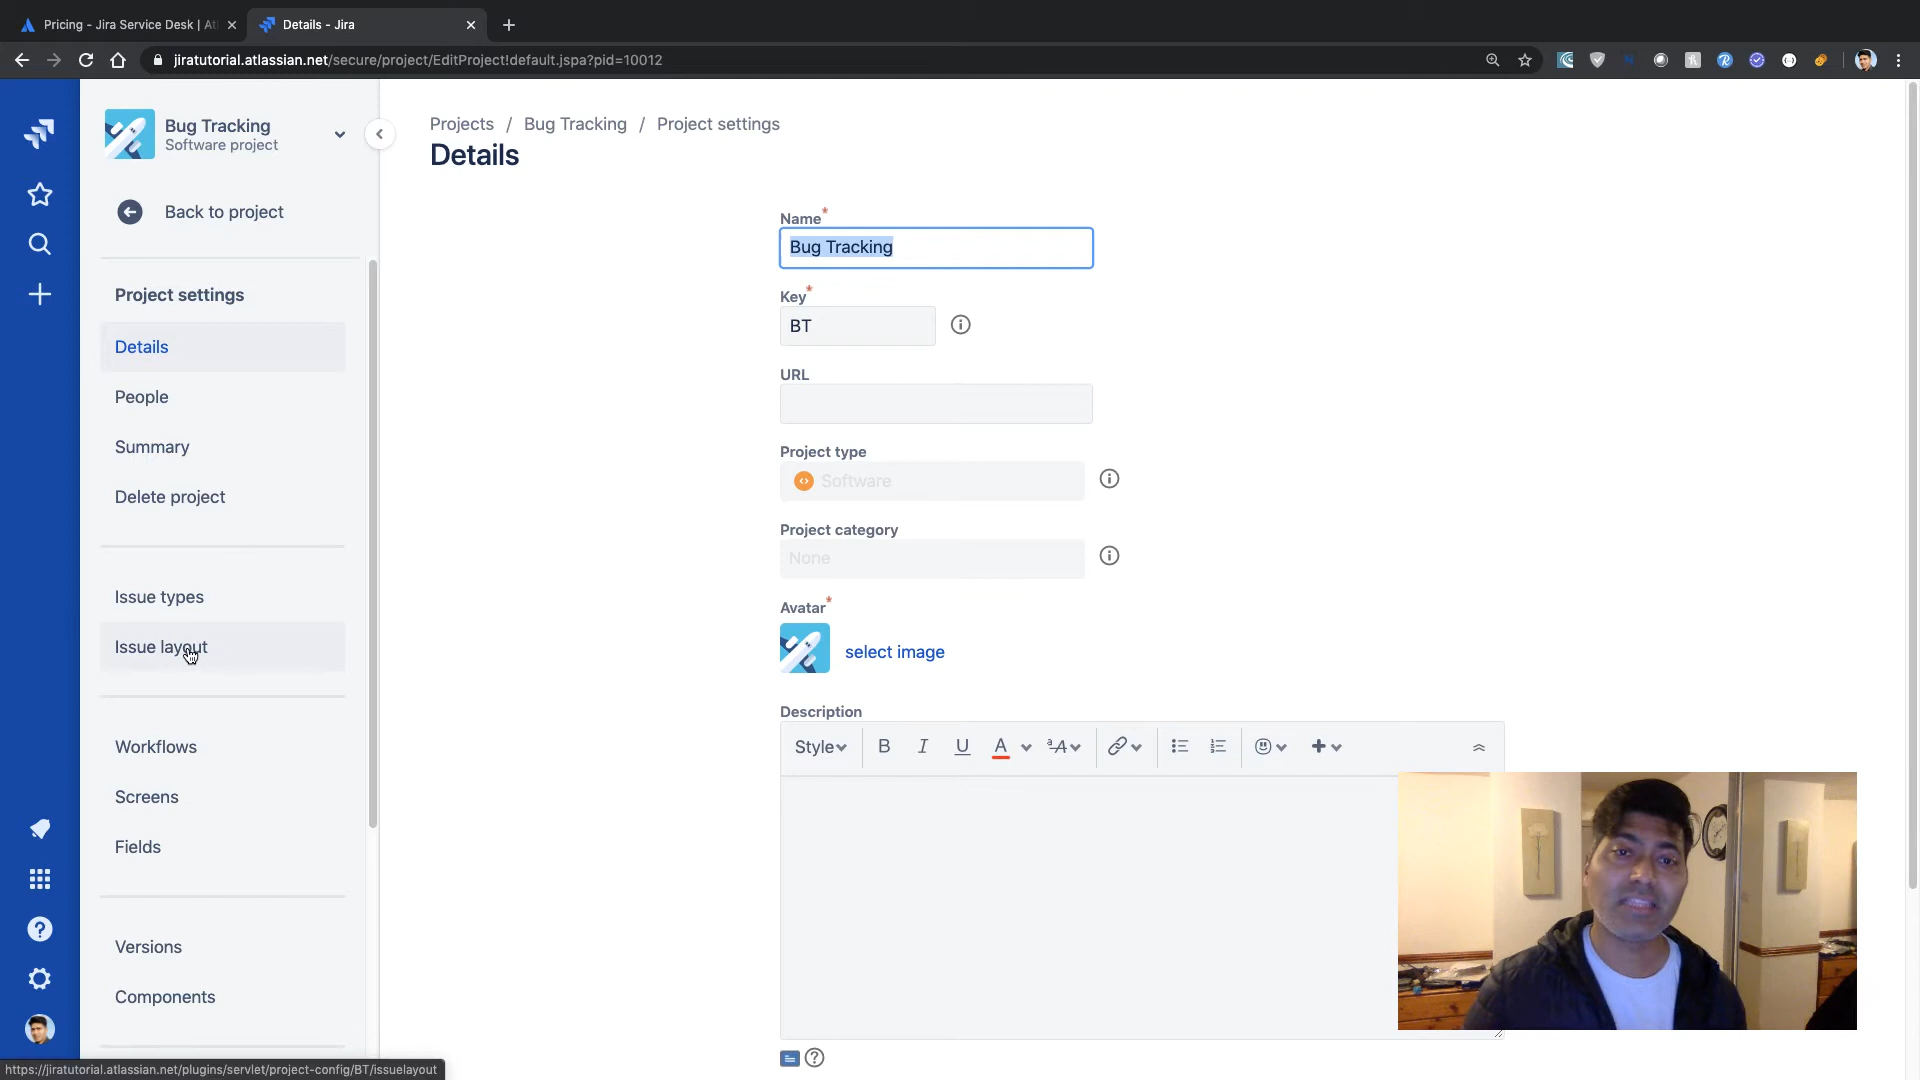 Pricing - Jira Service Desk | At
Details - Jira
jiratutorial.atlassian.net/secure/project/EditProject!default.jspa?pid=10012
Bug Tracking
Software project
Back to project
Project settings
Details
People
Summary
Delete project
Issue types
Issue layout
Workflows
Screens
Fields
Versions
Components
Projects / Bug Tracking / Project settings
Details
Name*
Bug Tracking
Key*
BT
URL
Project type
Software
Project category
None
Avatar*
select image
Description
Style B I U A ªA
https://jiratutorial.atlassian.net/plugins/servlet/project-config/BT/issuelayout